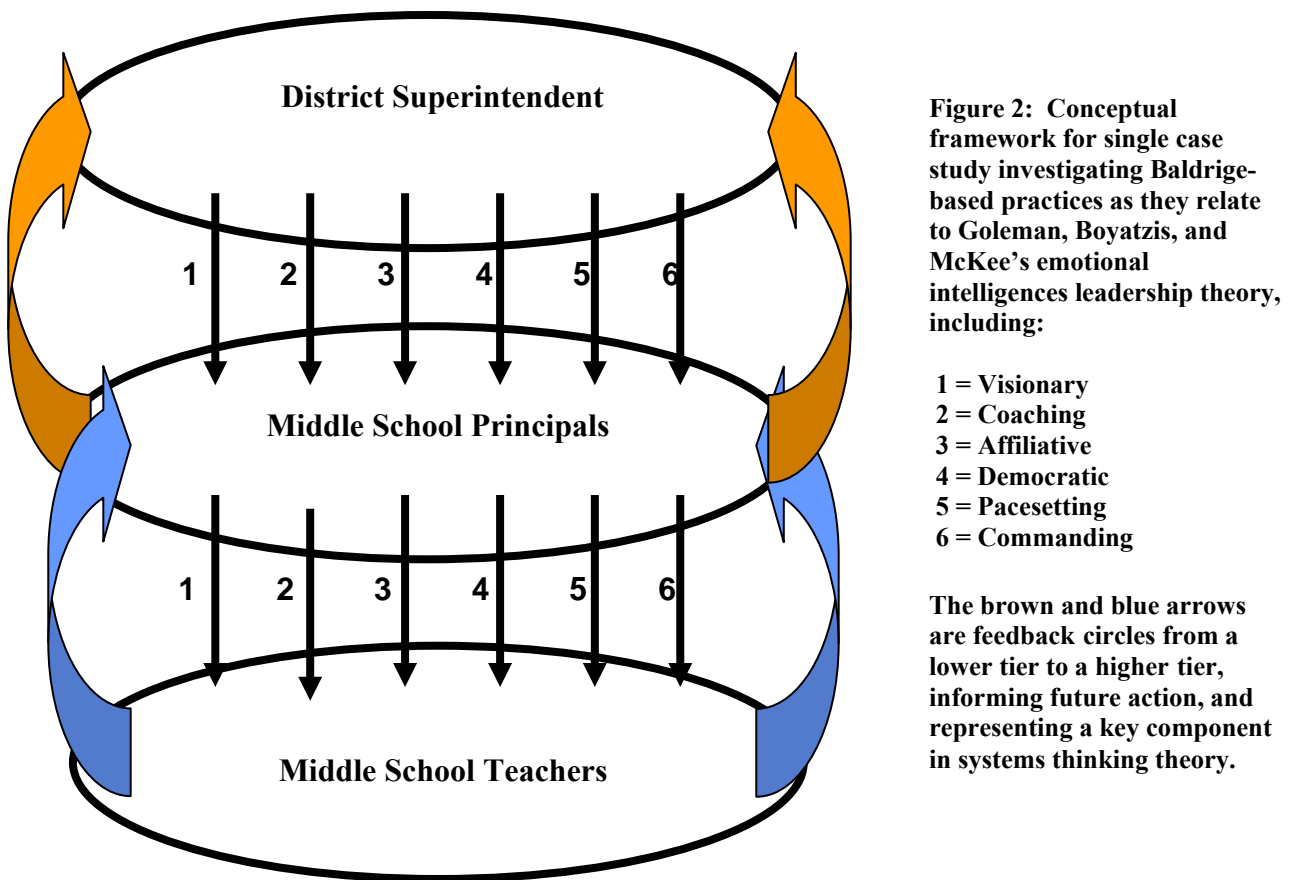 District Superintendent
1 2 3 4 5 6
Middle School Principals
1 2 3 4 5 6
Middle School Teachers
Figure 2: Conceptual
framework for single case
study investigating Baldrige-
based practices as they relate
to Goleman, Boyatzis, and
McKee’s emotional
intelligences leadership theory,
including:
1 = Visionary
2 = Coaching
3 = Affiliative
4 = Democratic
5 = Pacesetting
6 = Commanding
The brown and blue arrows
are feedback circles from a
lower tier to a higher tier,
informing future action, and
representing a key component
in systems thinking theory.